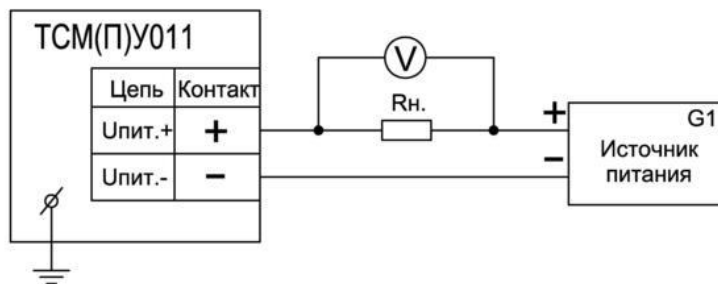 ТСМ(П)У011
Цепь Контакт
Uпит.+ +
Uпит.- −
V
Rн.
+
−
G1
Источник
питания